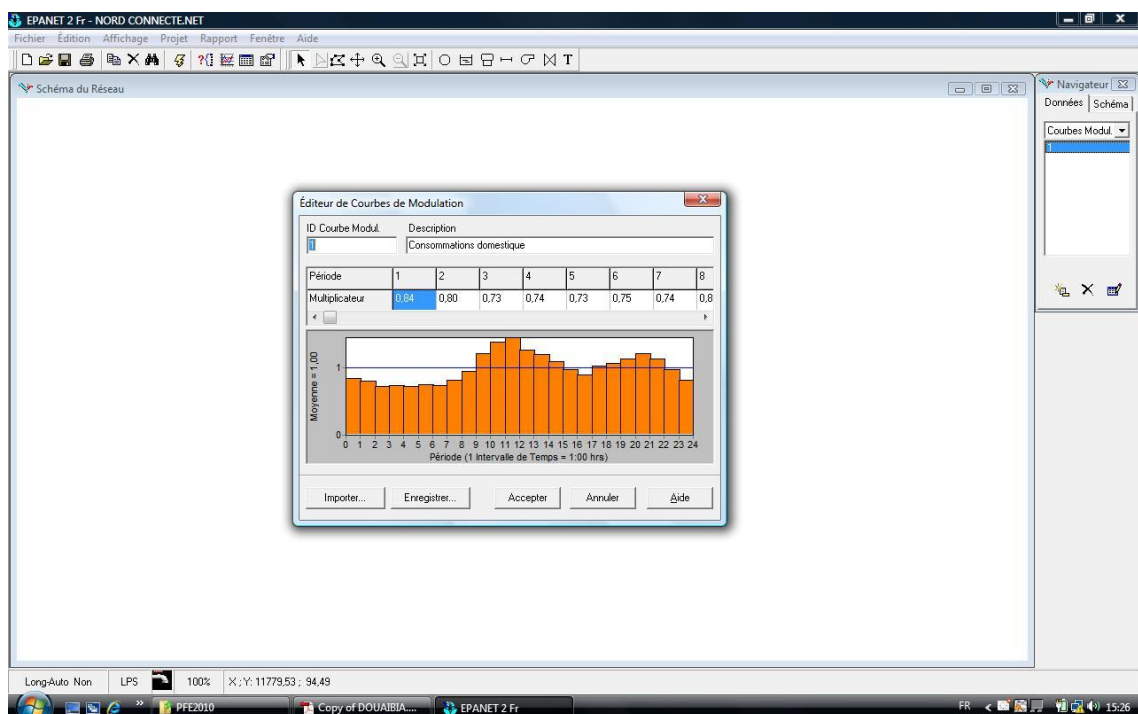 EPANET 2 Fr - NORD CONNECTE.NET
Fichier Édition Affichage Projet Rapport Fenêtre Aide
T
Schéma du Réseau
Navigateur
Données Schéma
Courbes Modul.
1
Éditeur de Courbes de Modulation
ID Courbe Modul. Description
1 Consommations domestique
Période 1 2 3 4 5 6 7 8
Multiplicateur 0,84 0,80 0,73 0,74 0,73 0,75 0,74 0,8
Moyenne = 1,00
1
0
0 1 2 3 4 5 6 7 8 9 10 11 12 13 14 15 16 17 18 19 20 21 22 23 24
Période (1 Intervalle de Temps = 1:00 hrs)
Importer... Enregistrer... Accepter Annuler Aide
Long-Auto Non LPS 100% X ; Y: 11779,53 ; 94,49
PFE2010 Copy of DOUAIBIA.... EPANET 2 Fr FR 15:26